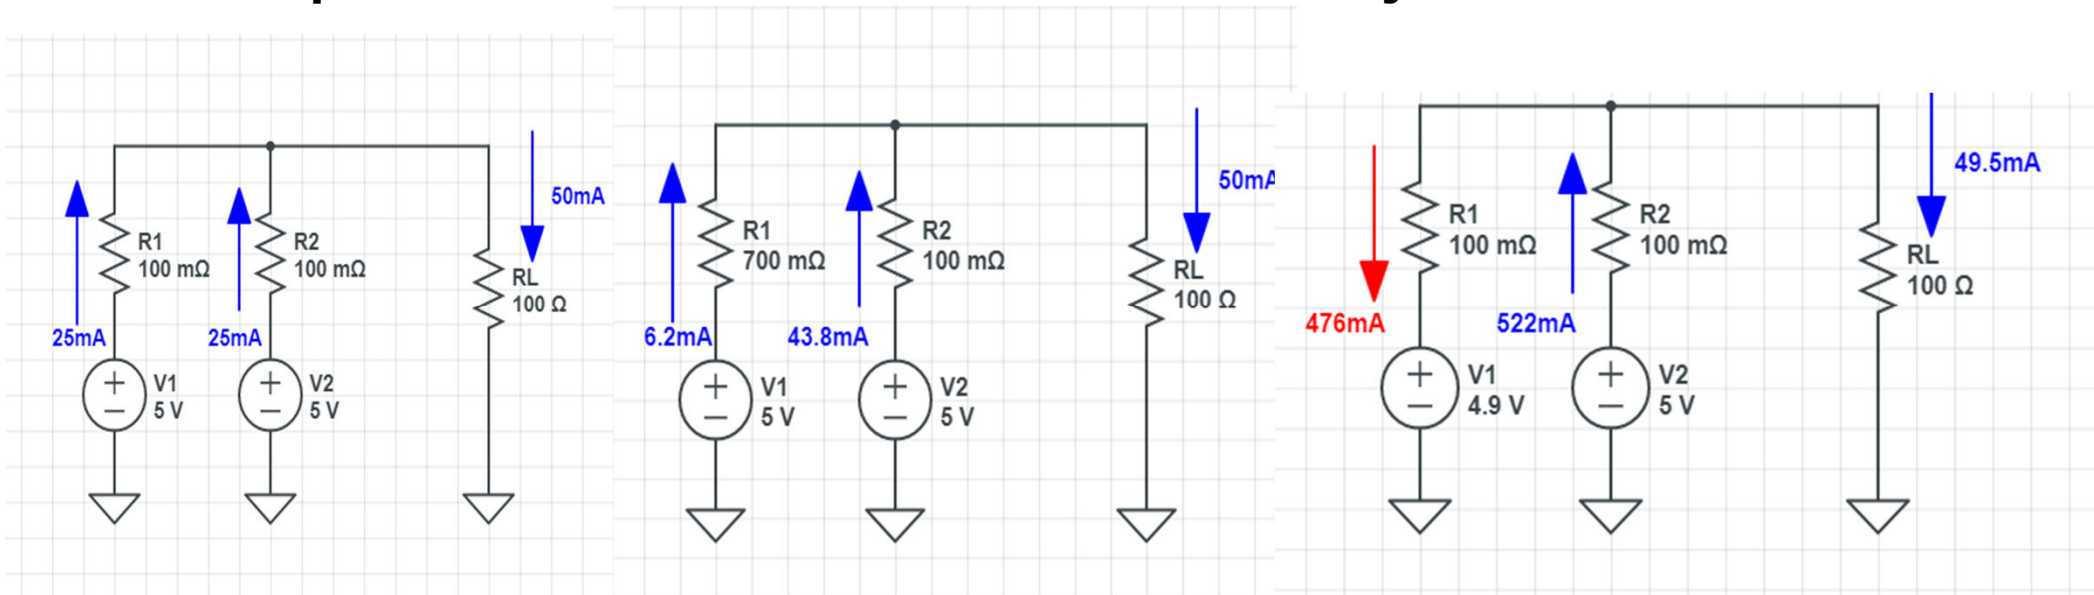 50mA
R1
100 mΩ
R2
100 mΩ
RL
100 Ω
25mA
25mA
V1
5 V
V2
5 V
50mA
R1
700 mΩ
R2
100 mΩ
RL
100 Ω
6.2mA
43.8mA
V1
5 V
V2
5 V
49.5mA
R1
100 mΩ
R2
100 mΩ
RL
100 Ω
476mA
522mA
V1
4.9 V
V2
5 V